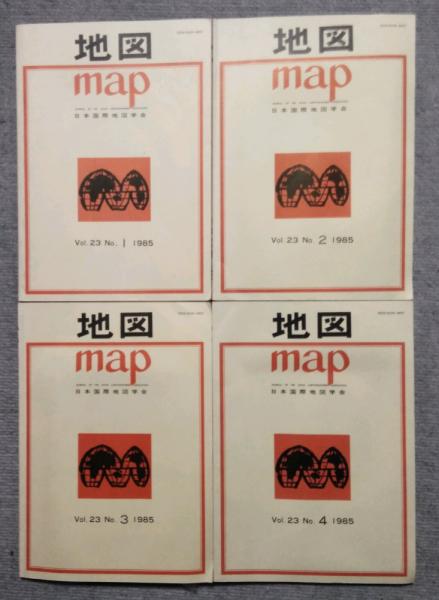 地図
map
日本国際地図学会
Vol. 23 No. 1 1985
地図
map
日本国際地図学会
Vol. 23 No. 2 1985
地図
map
日本国際地図学会
Vol. 23 No. 3 1985
地図
map
日本国際地図学会
Vol. 23 No. 4 1985